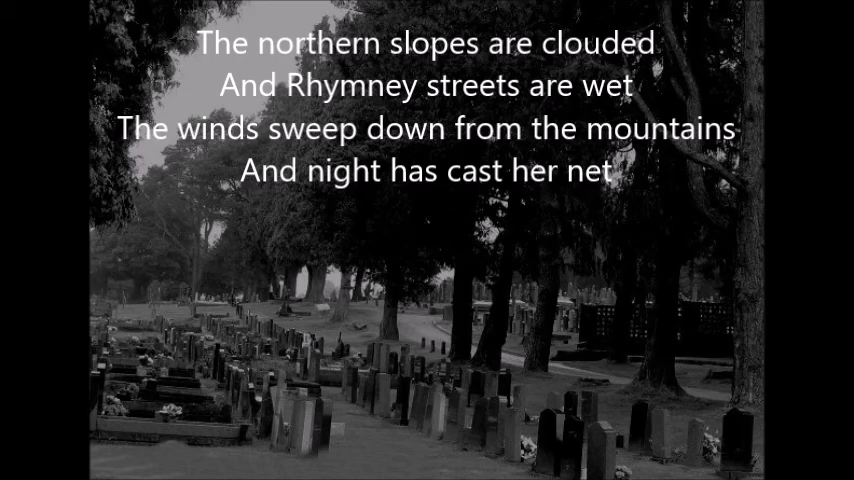 The northern slopes are clouded
And Rhymney streets are wet
The winds sweep down from the mountains
And night has cast her net